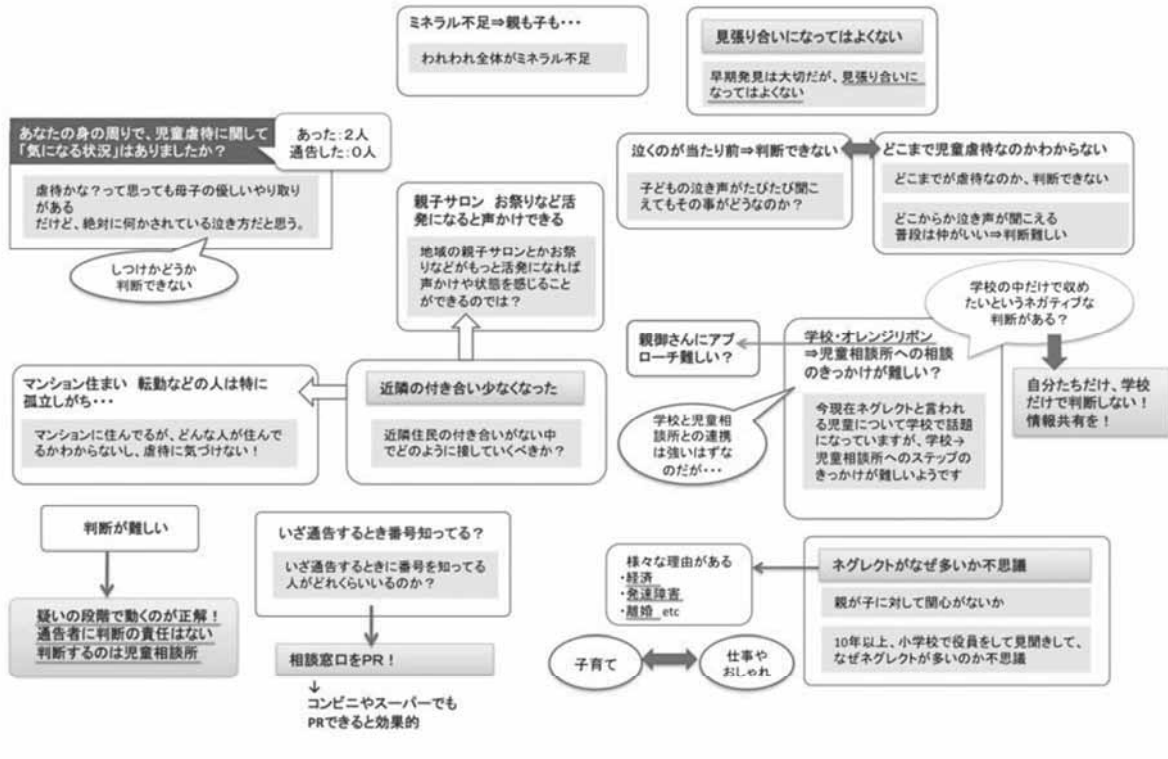 ミネラル不足⇒親も子も・・・
われわれ全体がミネラル不足
見張り合いになってはよくない
早期発見は大切だが、見張り合いに
なってはよくない
あなたの身の周りで、児童虐待に関して
「気になる状況」はありましたか？
あった：2人
通告した：0人
虐待かな？って思っても母子の優しいやり取り
がある
だけど、絶対に何かされている泣き方だと思う。
しつけかどうか
判断できない
親子サロン お祭りなど活
発になると声かけできる
地域の親子サロンとかお祭
りなどがもっと活発になれば
声かけや状態を感じること
ができるのでは？
泣くのが当たり前⇒判断できない
子どもの泣き声がたびたび聞こ
えてもその事がどうなのか？
どこまで児童虐待なのかわからない
どこまでが虐待なのか、判断できない
どこからか泣き声が聞こえる
普段は仲がいい⇒判断難しい
学校の中だけで収め
たいというネガティブな
判断がある？
親御さんにアプ
ローチ難しい？
学校・オレンジリボン
⇒児童相談所への相談
のきっかけが難しい？
今現在ネグレクトと言われ
る児童について学校で話題
になっていますが、学校→
児童相談所へのステップの
きっかけが難しいようです
学校と児童相
談所との連携
は強いはずな
のだが・・・
自分たちだけ、学校
だけで判断しない！
情報共有を！
マンション住まい 転勤などの人は特に
孤立しがち・・・
マンションに住んでるが、どんな人が住んで
るかわからないし、虐待に気づけない！
近隣の付き合い少なくなった
近隣住民の付き合いがない中
でどのように接していくべきか？
判断が難しい
疑いの段階で動くのが正解！
通告者に判断の責任はない
判断するのは児童相談所
いざ通告するとき番号知ってる？
いざ通告するときに番号を知ってる
人がどれくらいいるのか？
相談窓口をPR！
↓
コンビニやスーパーでも
PRできると効果的
様々な理由がある
・経済
・発達障害
・離婚 etc
ネグレクトがなぜ多いか不思議
親が子に対して関心がないか
10年以上、小学校で役員をして見聞きして、
なぜネグレクトが多いのか不思議
子育て
仕事や
おしゃれ